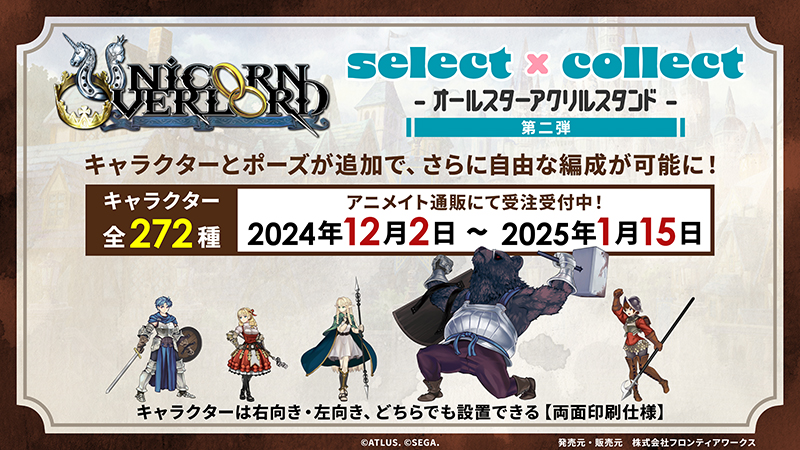 UNICORN
OVERLORD
select × collect
- オールスターアクリルスタンド -
第二弾
キャラクターとポーズが追加で、さらに自由な編成が可能に！
キャラクター
全272種
アニメイト通販にて受注受付中！
2024年12月2日 ～ 2025年1月15日
キャラクターは右向き・左向き、どちらでも設置できる【両面印刷仕様】
©ATLUS. ©SEGA.
発売元・販売元 株式会社フロンティアワークス